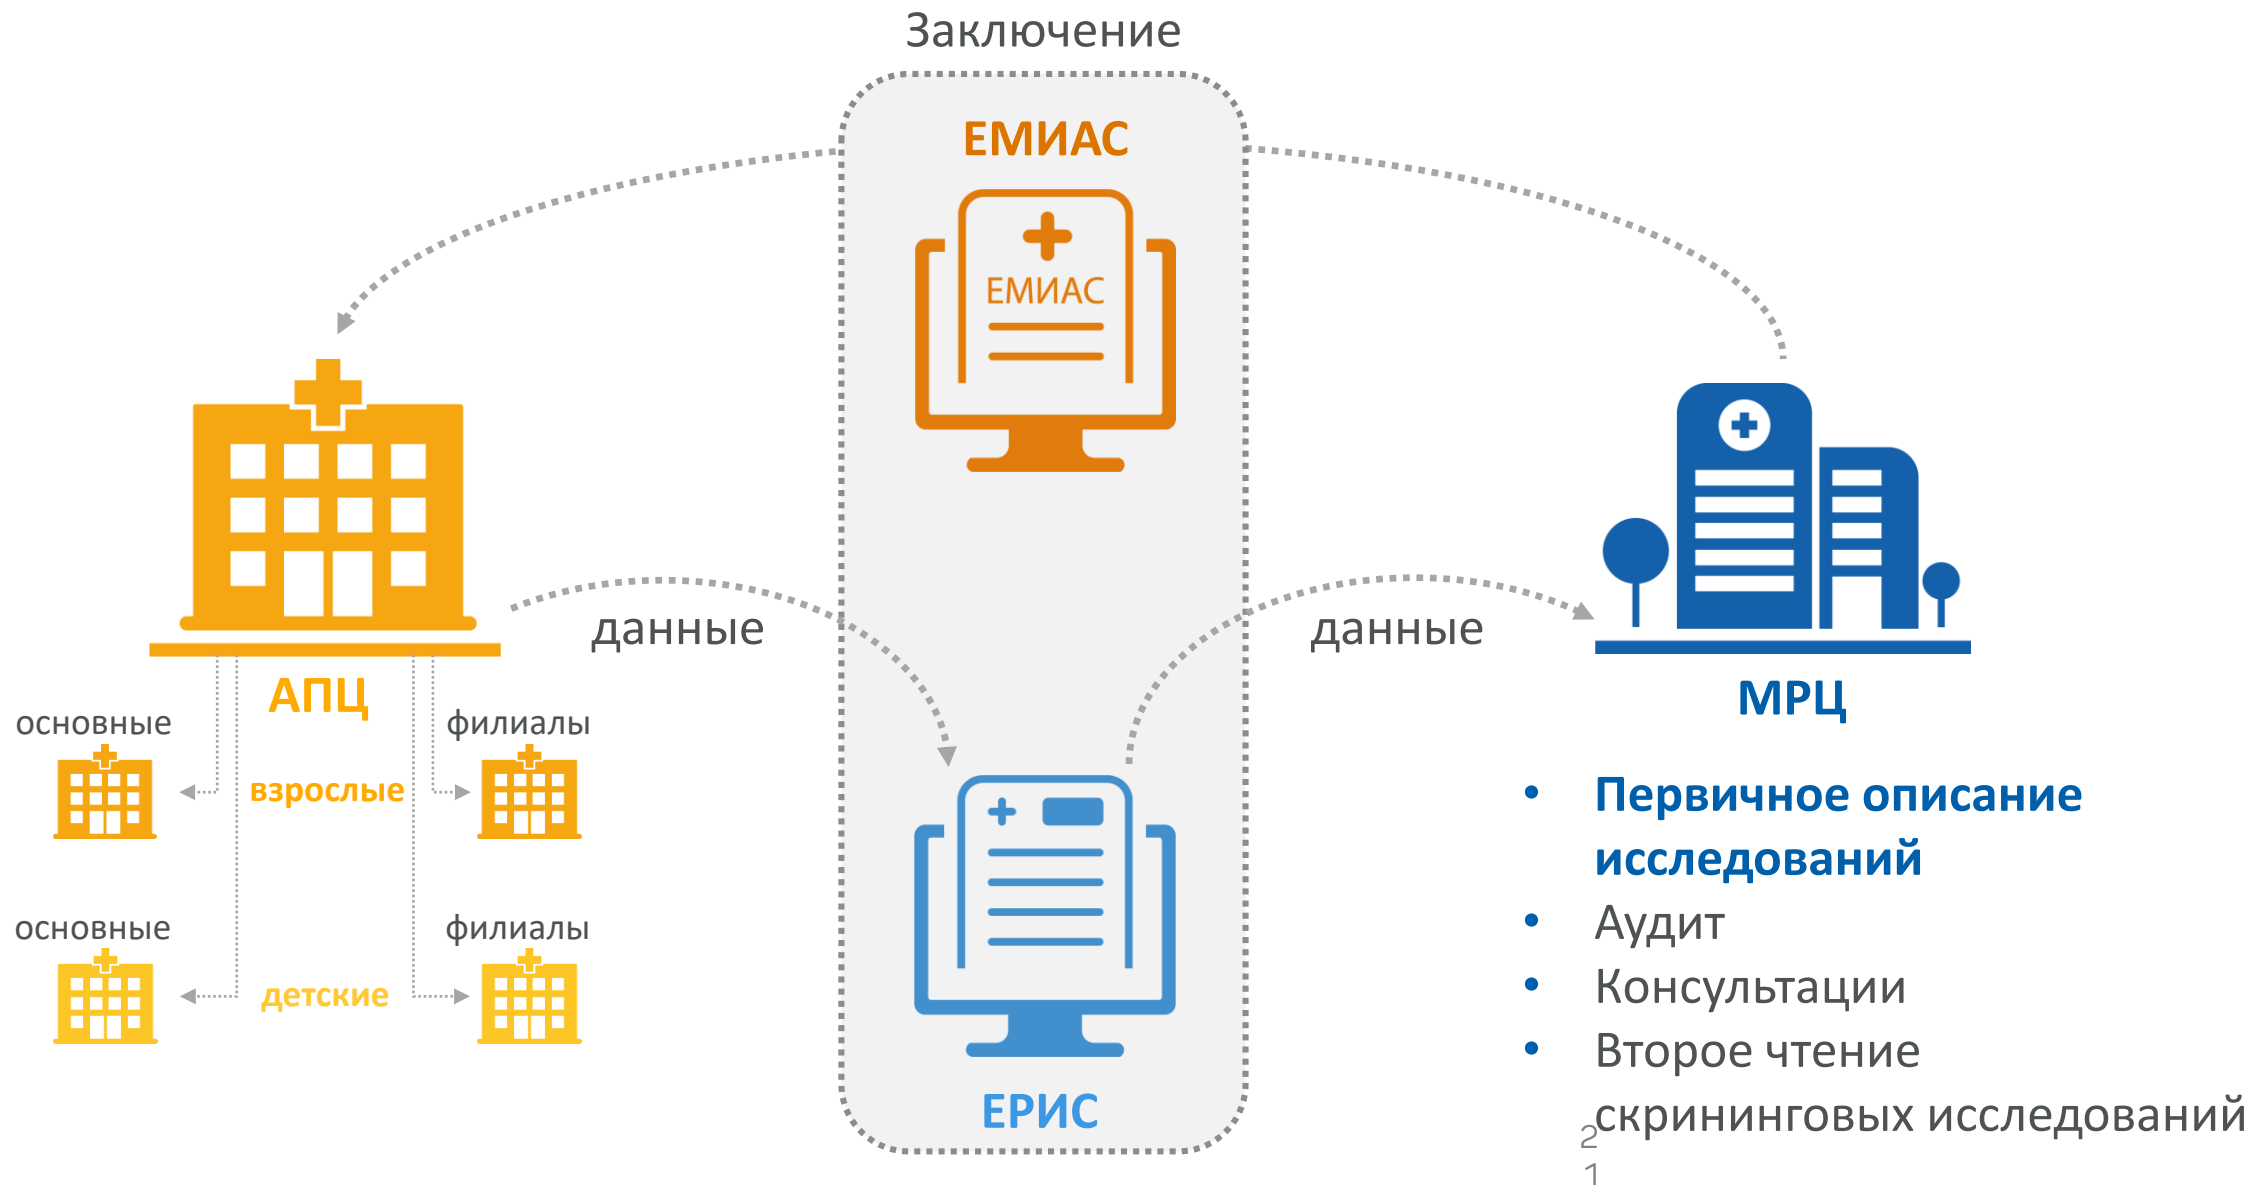 Заключение
ЕМИАС
ЕМИАС
данные
данные
АПЦ
МРЦ
основные
филиалы
взрослые
основные
филиалы
детские
ЕРИС
• Первичное описание
исследований
• Аудит
• Консультации
• Второе чтение
скрининговых исследований
2
1